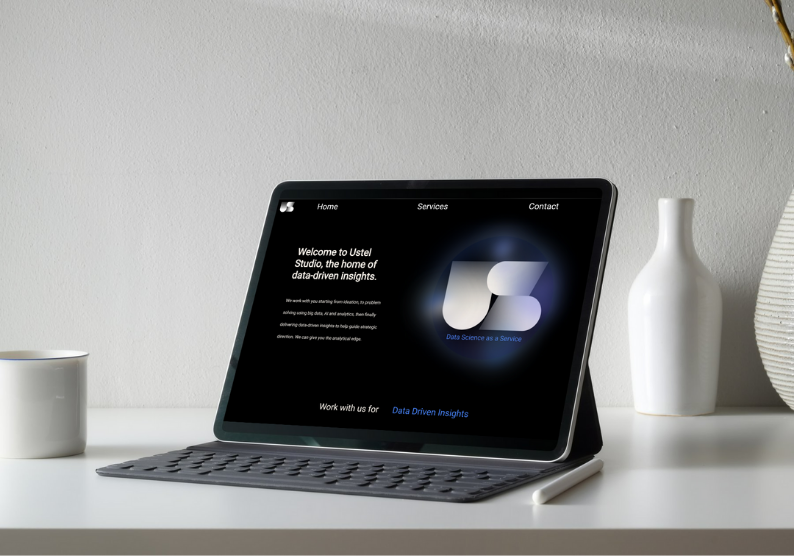 US
Home
Services
Contact
Welcome to Ustel
Studio, the home of
data-driven insights.
We work with you starting from ideation, to problem
solving using big data, AI and analytics, then finally
delivering data-driven insights to help guide strategic
direction. We can give you the analytical edge.
US
Data Science as a Service
Work with us for
Data Driven Insights